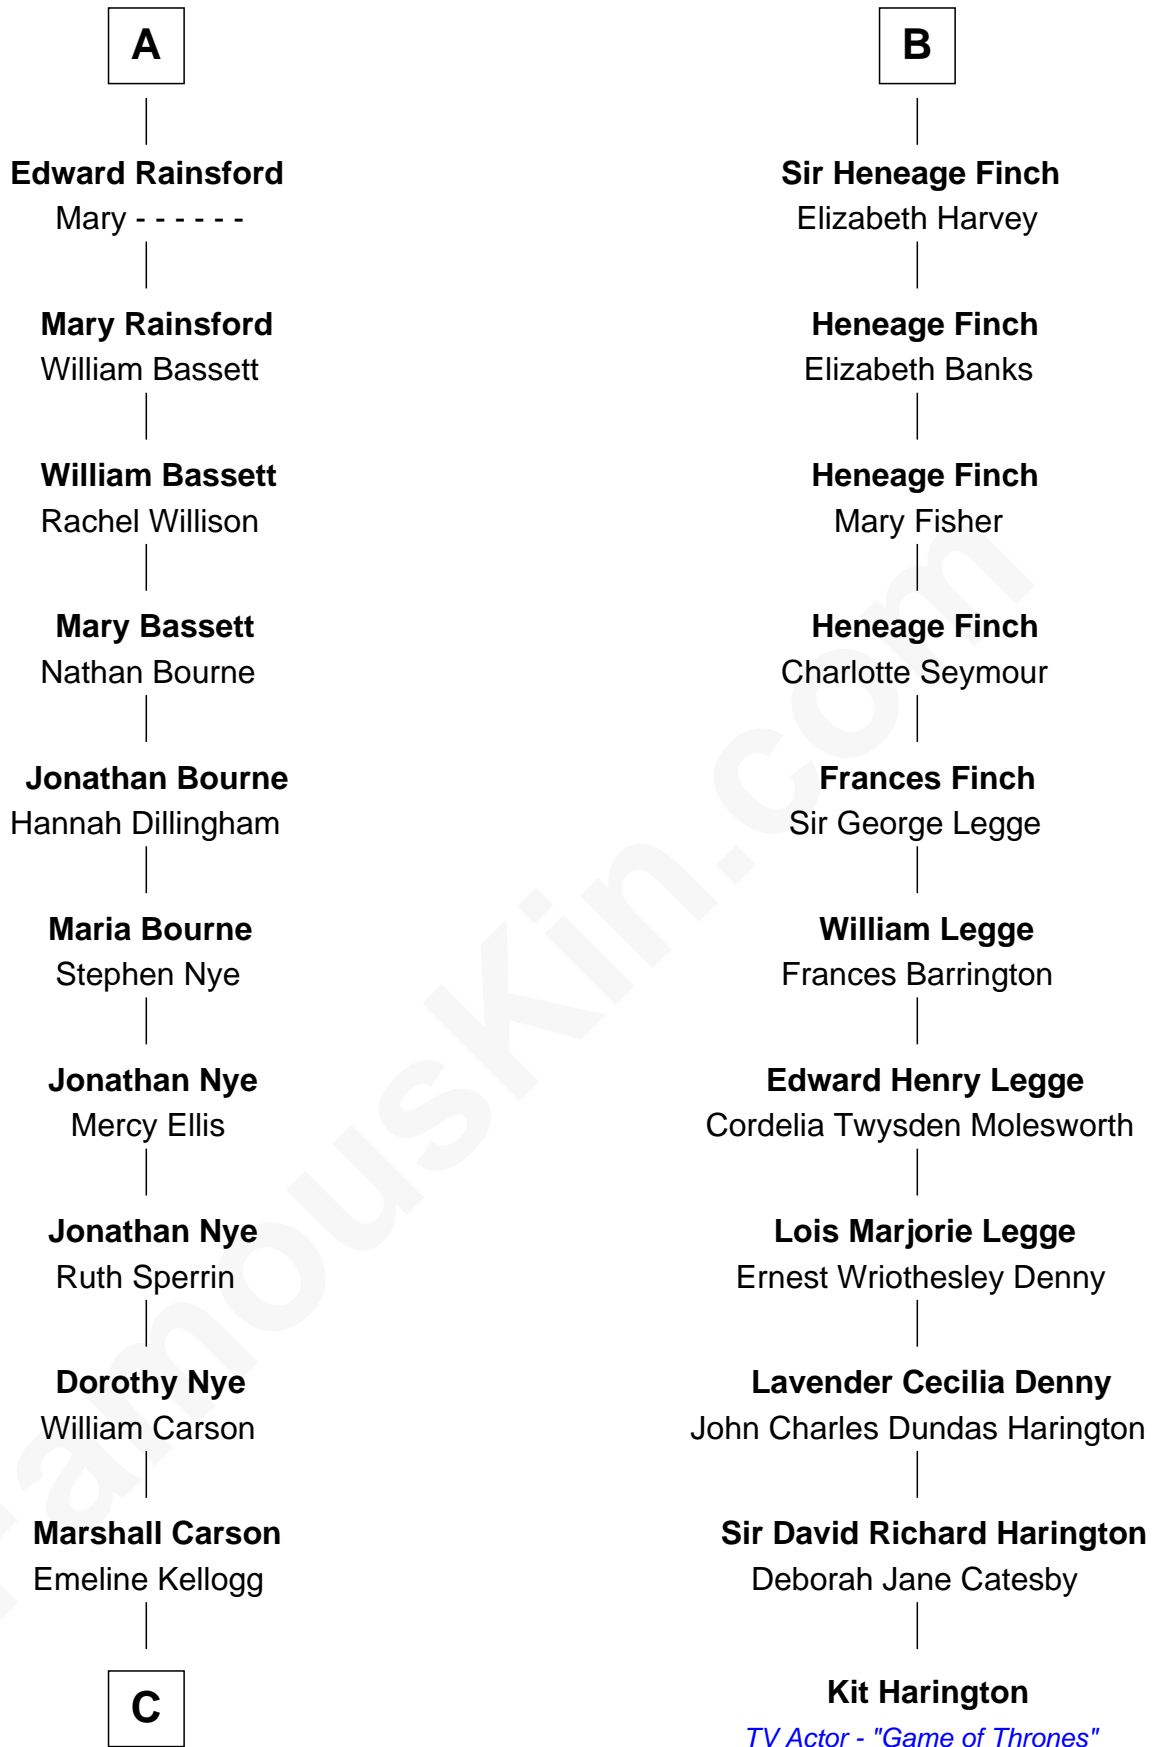 A
Edward Rainsford
Mary - - - - - -
Mary Rainsford
William Bassett
William Bassett
Rachel Willison
Mary Bassett
Nathan Bourne
Jonathan Bourne
Hannah Dillingham
Maria Bourne
Stephen Nye
Jonathan Nye
Mercy Ellis
Jonathan Nye
Ruth Sperrin
Dorothy Nye
William Carson
Marshall Carson
Emeline Kellogg
C
B
Sir Heneage Finch
Elizabeth Harvey
Heneage Finch
Elizabeth Banks
Heneage Finch
Mary Fisher
Heneage Finch
Charlotte Seymour
Frances Finch
Sir George Legge
William Legge
Frances Barrington
Edward Henry Legge
Cordelia Twysden Molesworth
Lois Marjorie Legge
Ernest Wriothesley Denny
Lavender Cecilia Denny
John Charles Dundas Harington
Sir David Richard Harington
Deborah Jane Catesby
Kit Harington
TV Actor - "Game of Thrones"
FamousKin.com